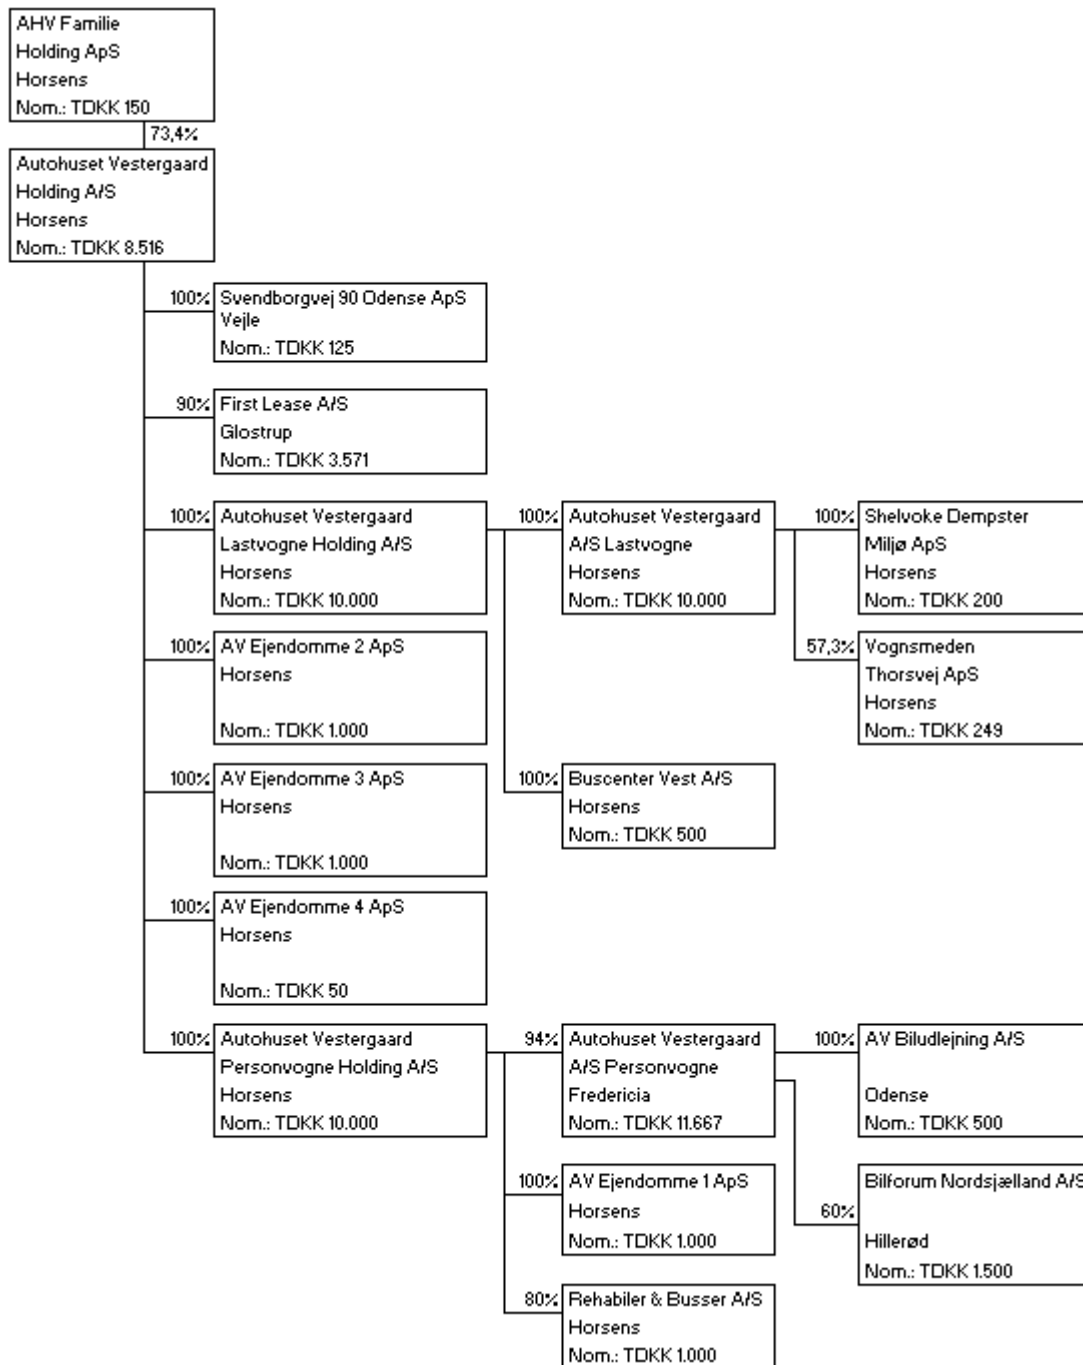 AHV Familie
Holding ApS
Horsens
Nom.: TDKK 150
73,4%
Autohuset Vestergaard
Holding A/S
Horsens
Nom.: TDKK 8.516
100%
Svendborgvej 90 Odense ApS
Vejle
Nom.: TDKK 125
90%
First Lease A/S
Glostrup
Nom.: TDKK 3.571
100%
Autohuset Vestergaard
Lastvogne Holding A/S
Horsens
Nom.: TDKK 10.000
100%
Autohuset Vestergaard
A/S Lastvogne
Horsens
Nom.: TDKK 10.000
100%
Shelvoke Dempster
Miljø ApS
Horsens
Nom.: TDKK 200
57,3%
Vognsmeden
Thorsvej ApS
Horsens
Nom.: TDKK 249
100%
AV Ejendomme 2 ApS
Horsens
Nom.: TDKK 1.000
100%
AV Ejendomme 3 ApS
Horsens
Nom.: TDKK 1.000
100%
Buscenter Vest A/S
Horsens
Nom.: TDKK 500
100%
AV Ejendomme 4 ApS
Horsens
Nom.: TDKK 50
100%
Autohuset Vestergaard
Personvogne Holding A/S
Horsens
Nom.: TDKK 10.000
94%
Autohuset Vestergaard
A/S Personvogne
Fredericia
Nom.: TDKK 11.667
100%
AV Biludlejning A/S
Odense
Nom.: TDKK 500
100%
AV Ejendomme 1 ApS
Horsens
Nom.: TDKK 1.000
60%
Bilforum Nordsjælland A/S
Hillerød
Nom.: TDKK 1.500
80%
Rehabiler & Busser A/S
Horsens
Nom.: TDKK 1.000